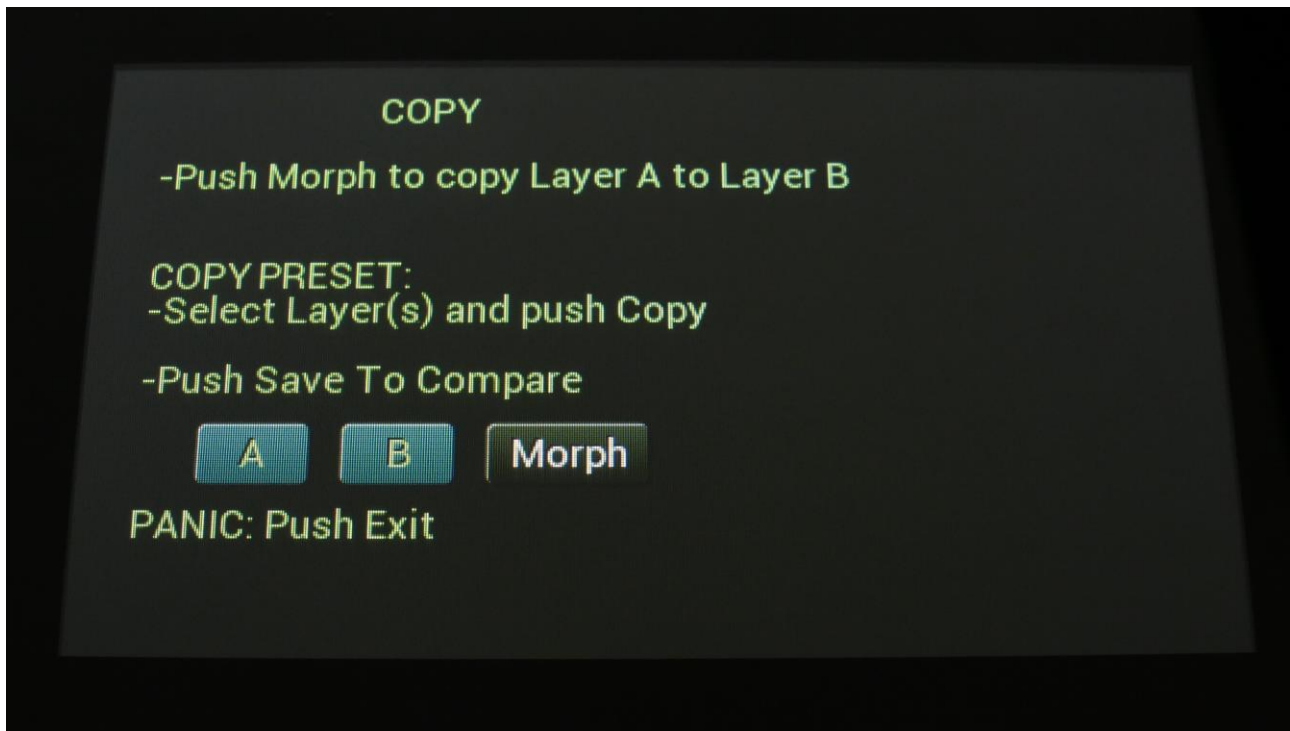 COPY
-Push Morph to copy Layer A to Layer B
COPY PRESET:
-Select Layer(s) and push Copy
-Push Save To Compare
A B Morph
PANIC: Push Exit